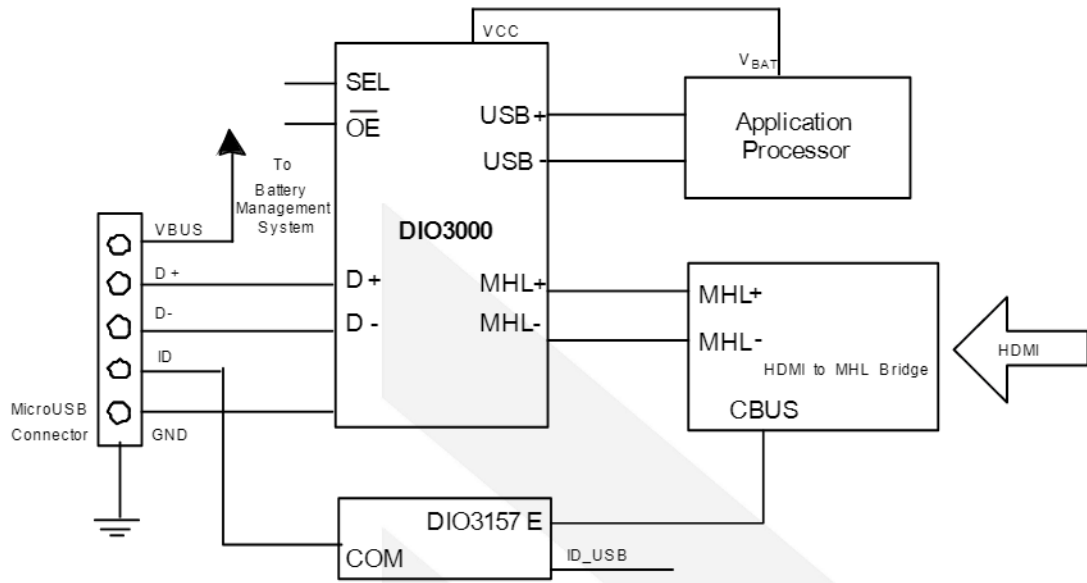 VCC
VBAT
SEL
OE
USB+
USB-
Application
Processor
To
Battery
Management
System
VBUS
DIO3000
D+
D-
ID
D+
D-
MHL+
MHL-
MHL+
MHL-
HDMI to MHL Bridge
CBUS
HDMI
MicroUSB
Connector
GND
DIO3157E
COM
ID_USB